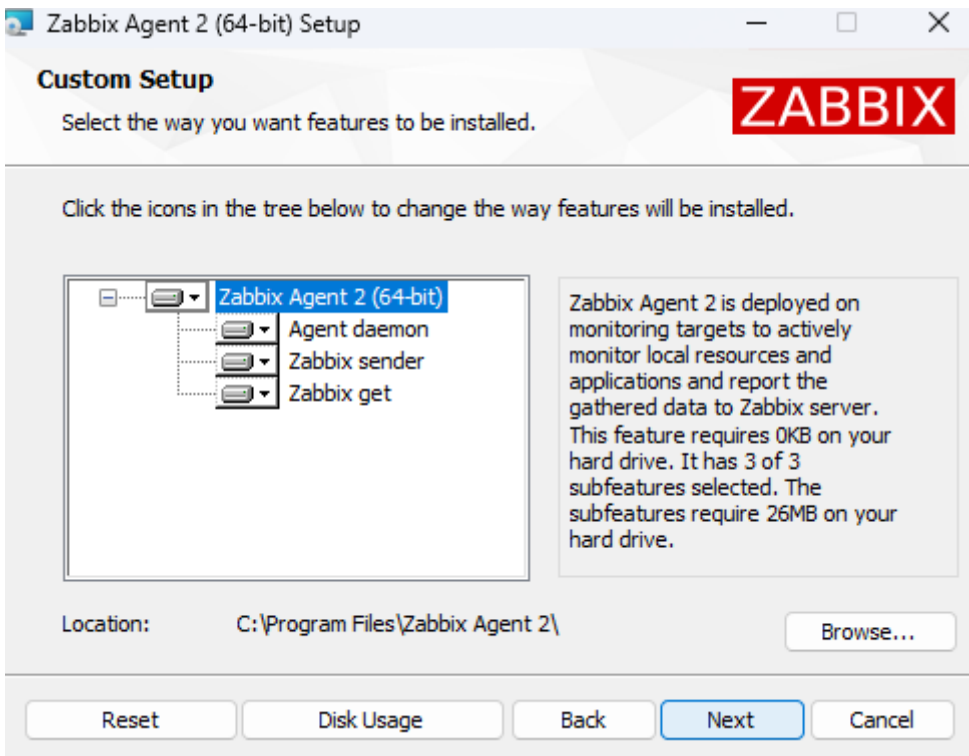 Zabbix Agent 2 (64-bit) Setup
Custom Setup
Select the way you want features to be installed.
ZABBIX
Click the icons in the tree below to change the way features will be installed.
Zabbix Agent 2 (64-bit)
Agent daemon
Zabbix sender
Zabbix get
Zabbix Agent 2 is deployed on
monitoring targets to actively
monitor local resources and
applications and report the
gathered data to Zabbix server.
This feature requires 0KB on your
hard drive. It has 3 of 3
subfeatures selected. The
subfeatures require 26MB on your
hard drive.
Location: C:\Program Files\Zabbix Agent 2\
Browse...
Reset Disk Usage Back Next Cancel